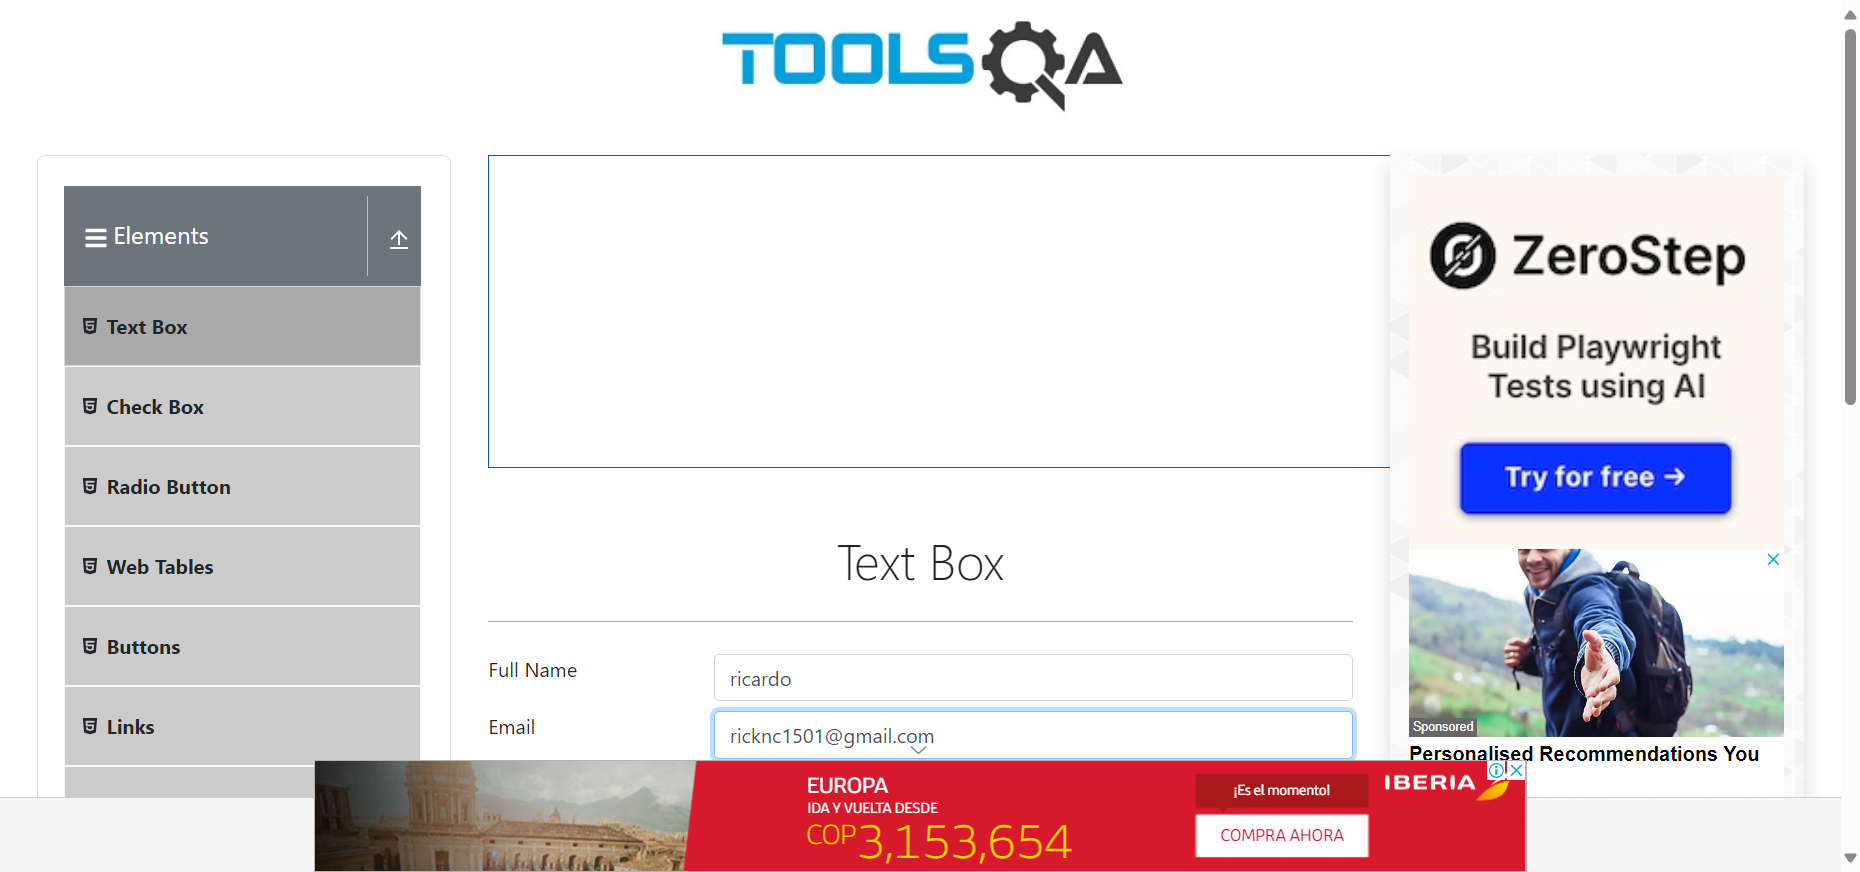 TOOLSQA
Elements
Text Box
Check Box
Radio Button
Web Tables
Buttons
Links
Text Box
Full Name
ricardo
Email
ricknc1501@gmail.com
ZeroStep
Build Playwright
Tests using AI
Try for free →
Sponsored
Personalised Recommendations You
EUROPA
IDA Y VUELTA DESDE
COP3,153,654
¡Es el momento!
COMPRA AHORA
IBERIA